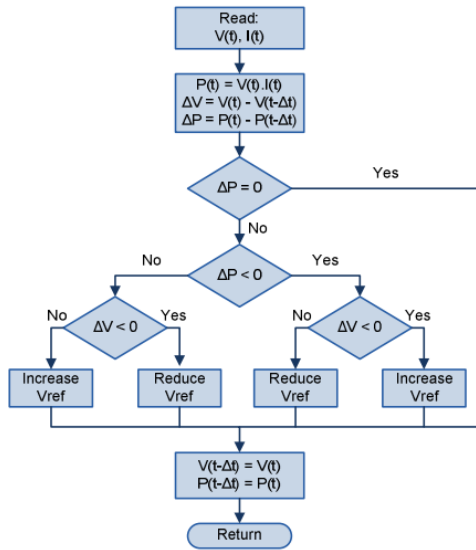 Read:
V(t), I(t)
P(t) = V(t).I(t)
ΔV = V(t) - V(t-Δt)
ΔP = P(t) - P(t-Δt)
ΔP = 0
Yes
No
ΔP < 0
No
Yes
ΔV < 0
No
Yes
ΔV < 0
No
Yes
Increase
Vref
Reduce
Vref
Reduce
Vref
Increase
Vref
V(t-Δt) = V(t)
P(t-Δt) = P(t)
Return